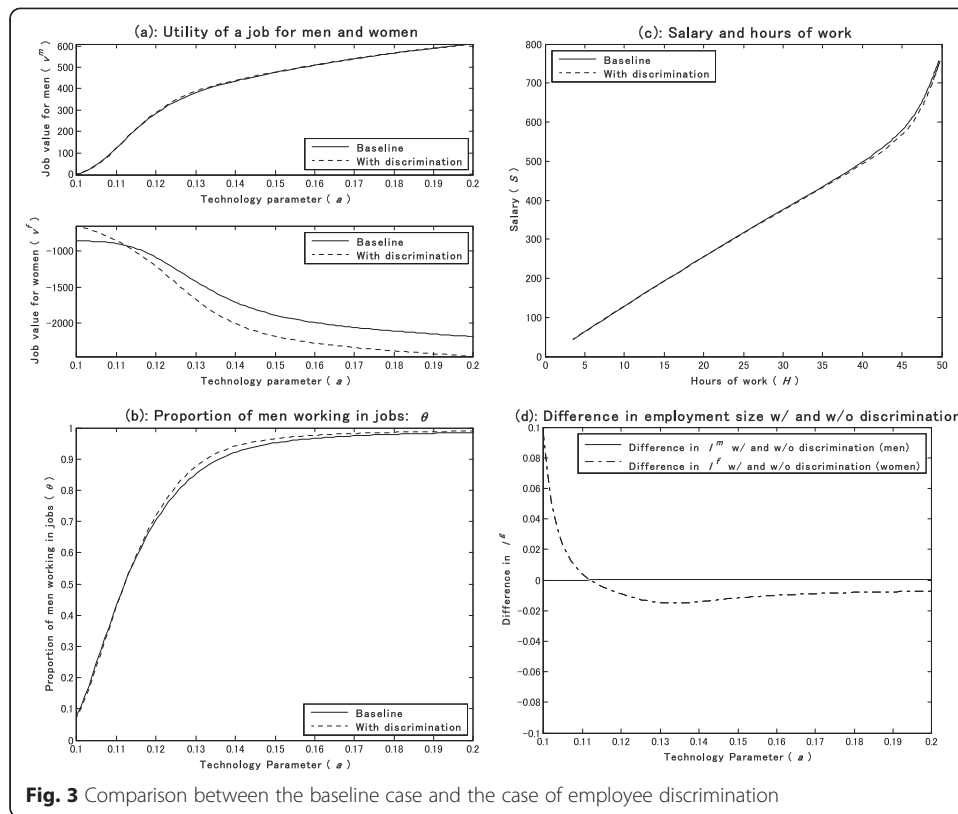 (a): Utility of a job for men and women
Job value for men ( v^m )
600
500
400
300
200
100
0
Baseline
With discrimination
0.1 0.11 0.12 0.13 0.14 0.15 0.16 0.17 0.18 0.19 0.2
Technology parameter ( a )
Job value for women ( v^f )
-1000
-1500
-2000
Baseline
With discrimination
0.1 0.11 0.12 0.13 0.14 0.15 0.16 0.17 0.18 0.19 0.2
Technology parameter ( a )
(c): Salary and hours of work
Salary ( S )
800
700
600
500
400
300
200
100
0
Baseline
With discrimination
0 5 10 15 20 25 30 35 40 45 50
Hours of work ( H )
(b): Proportion of men working in jobs: θ
Proportion of men working in jobs ( θ )
1
0.9
0.8
0.7
0.6
0.5
0.4
0.3
0.2
0.1
0
Baseline
With discrimination
0.1 0.11 0.12 0.13 0.14 0.15 0.16 0.17 0.18 0.19 0.2
Technology Parameter ( a )
(d): Difference in employment size w/ and w/o discrimination
Difference in l^g
0.1
0.08
0.06
0.04
0.02
0
-0.02
-0.04
-0.06
-0.08
-0.1
Difference in l^m w/ and w/o discrimination (men)
Difference in l^f w/ and w/o discrimination (women)
0.1 0.11 0.12 0.13 0.14 0.15 0.16 0.17 0.18 0.19 0.2
Technology Parameter ( a )
Fig. 3 Comparison between the baseline case and the case of employee discrimination